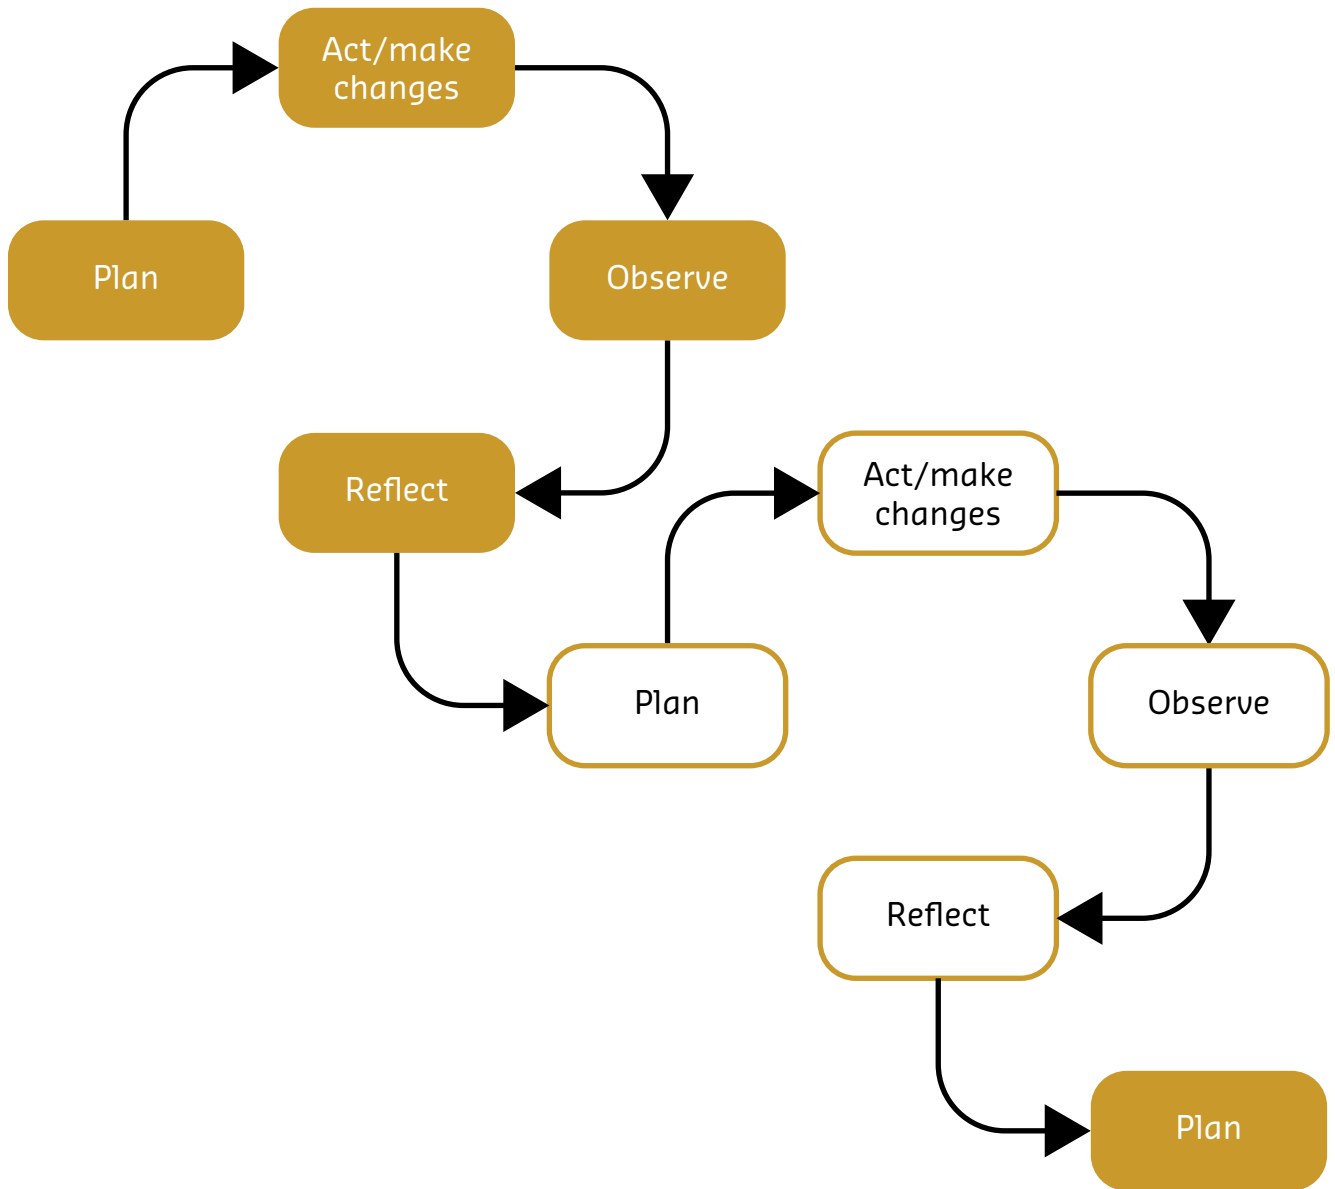 Act/make
changes
Plan
Observe
Reflect
Act/make
changes
Plan
Observe
Reflect
Plan